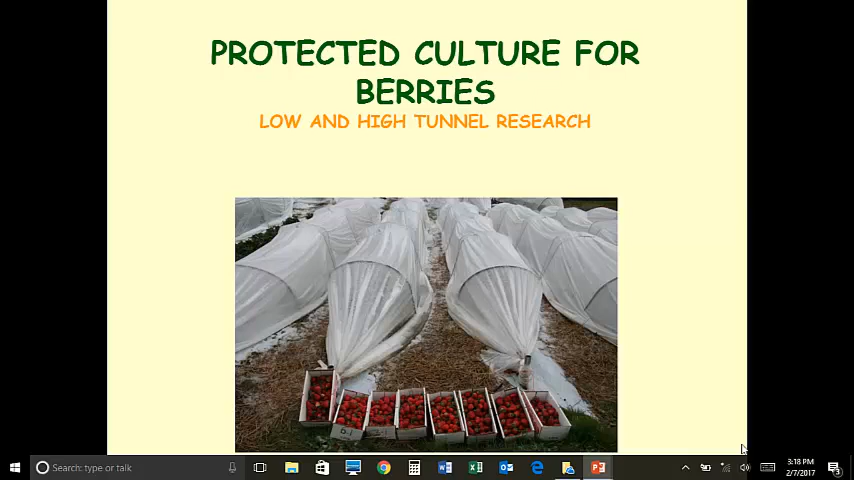 PROTECTED CULTURE FOR
BERRIES
LOW AND HIGH TUNNEL RESEARCH
Search: type or talk
3:18 PM
2/7/2017